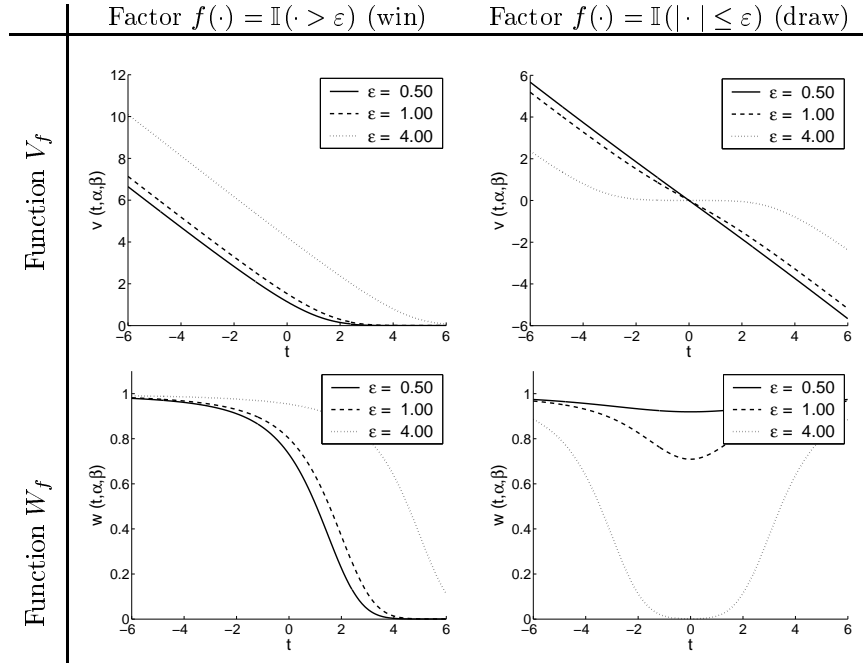 Factor f(·) = 𝕀(· > ε) (win)
Factor f(·) = 𝕀(|·| ≤ ε) (draw)
Function V_f
12
10
8
6
4
2
0
−6 −4 −2 0 2 4 6
t
v (t,α,β)
ε = 0.50
ε = 1.00
ε = 4.00
6
4
2
0
−2
−4
−6
−6 −4 −2 0 2 4 6
t
v (t,α,β)
ε = 0.50
ε = 1.00
ε = 4.00
Function W_f
1
0.8
0.6
0.4
0.2
0
−6 −4 −2 0 2 4 6
t
w (t,α,β)
ε = 0.50
ε = 1.00
ε = 4.00
1
0.8
0.6
0.4
0.2
0
−6 −4 −2 0 2 4 6
t
w (t,α,β)
ε = 0.50
ε = 1.00
ε = 4.00